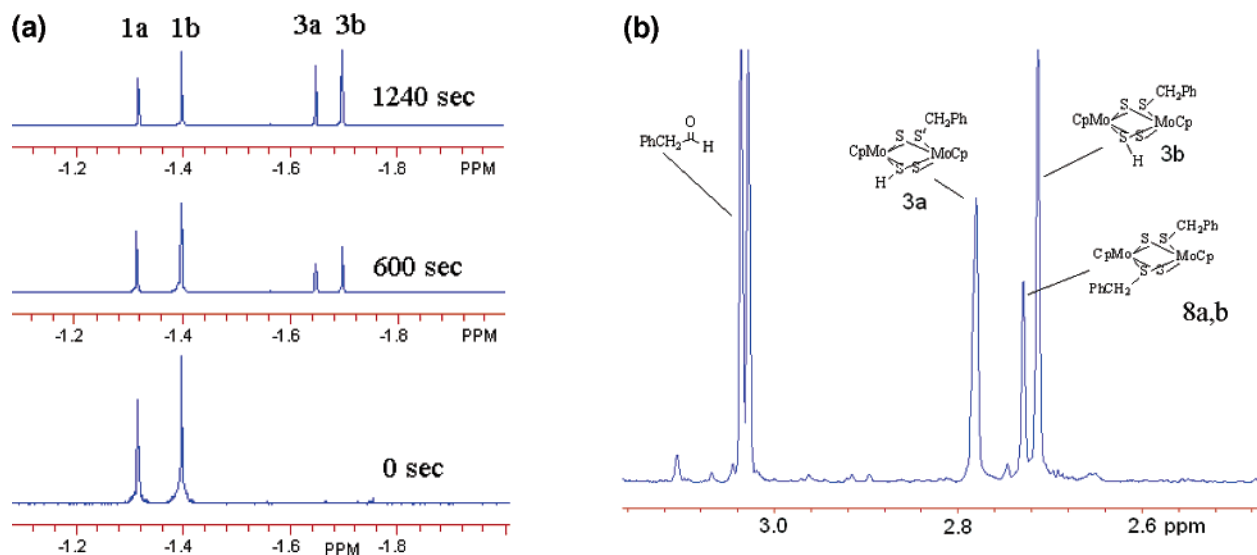 (a)
1a 1b 3a 3b
1240 sec
-1.2 -1.4 -1.6 -1.8 PPM
600 sec
-1.2 -1.4 -1.6 -1.8 PPM
0 sec
-1.2 -1.4 PPM -1.6 -1.8
(b)
O
PhCH2 H
CH2Ph
S S
CpMo MoCp
S S
H
3a
CH2Ph
S S
CpMo MoCp
S S
H
3b
CH2Ph
S S
CpMo MoCp
S S
PhCH2
8a,b
3.0 2.8 2.6 ppm